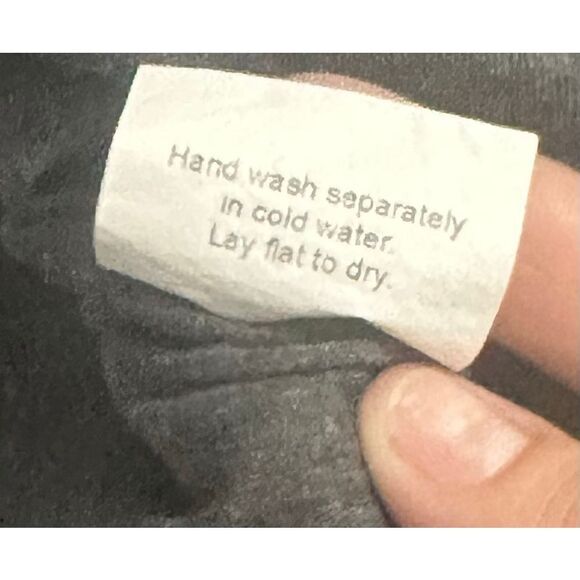 Hand wash separately
in cold water.
Lay flat to dry.